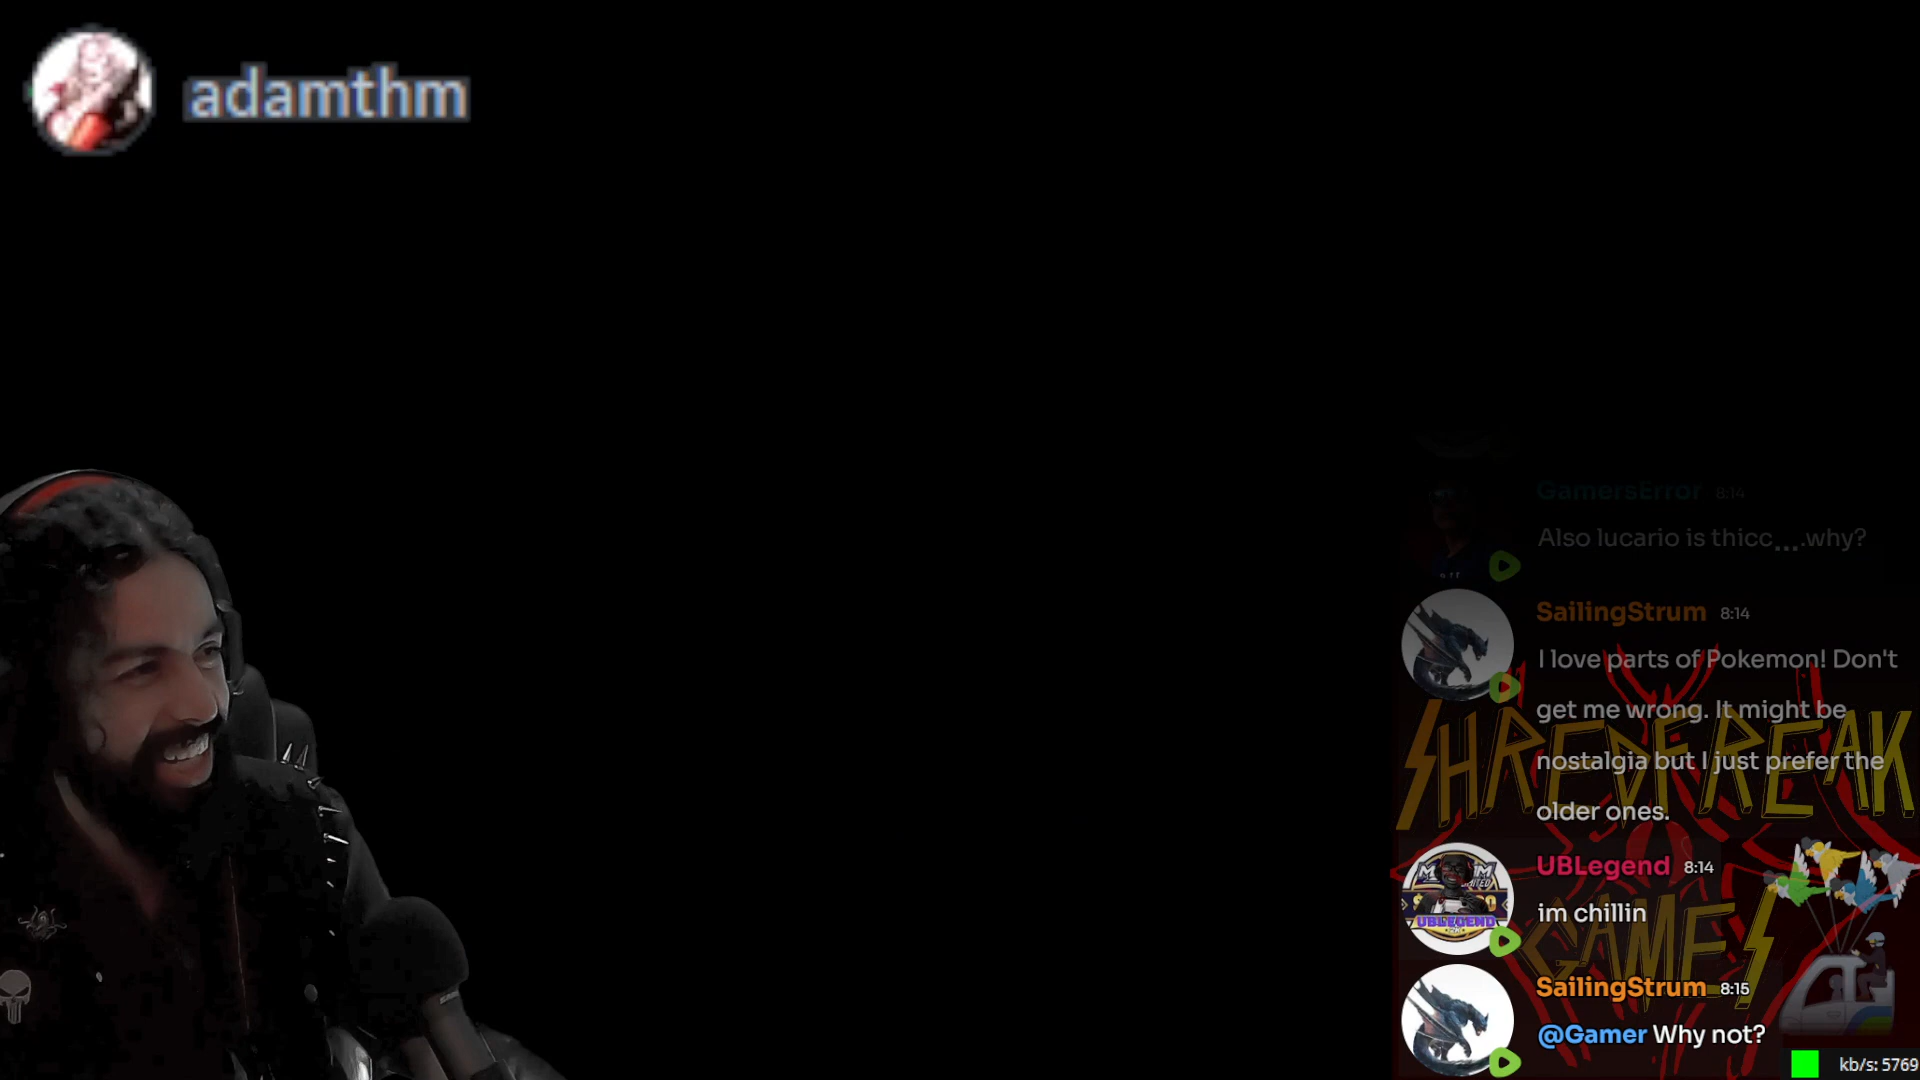 adamthm
GamersError 8:14
Also lucario is thicc....why?
SailingStrum 8:14
I love parts of Pokemon! Don't
get me wrong. It might be
nostalgia but I just prefer the
older ones.
SHREDFREAK
UBLegend 8:14
im chillin
UBLEGEND
GAMES
SailingStrum 8:15
@Gamer Why not?
kb/s: 5769